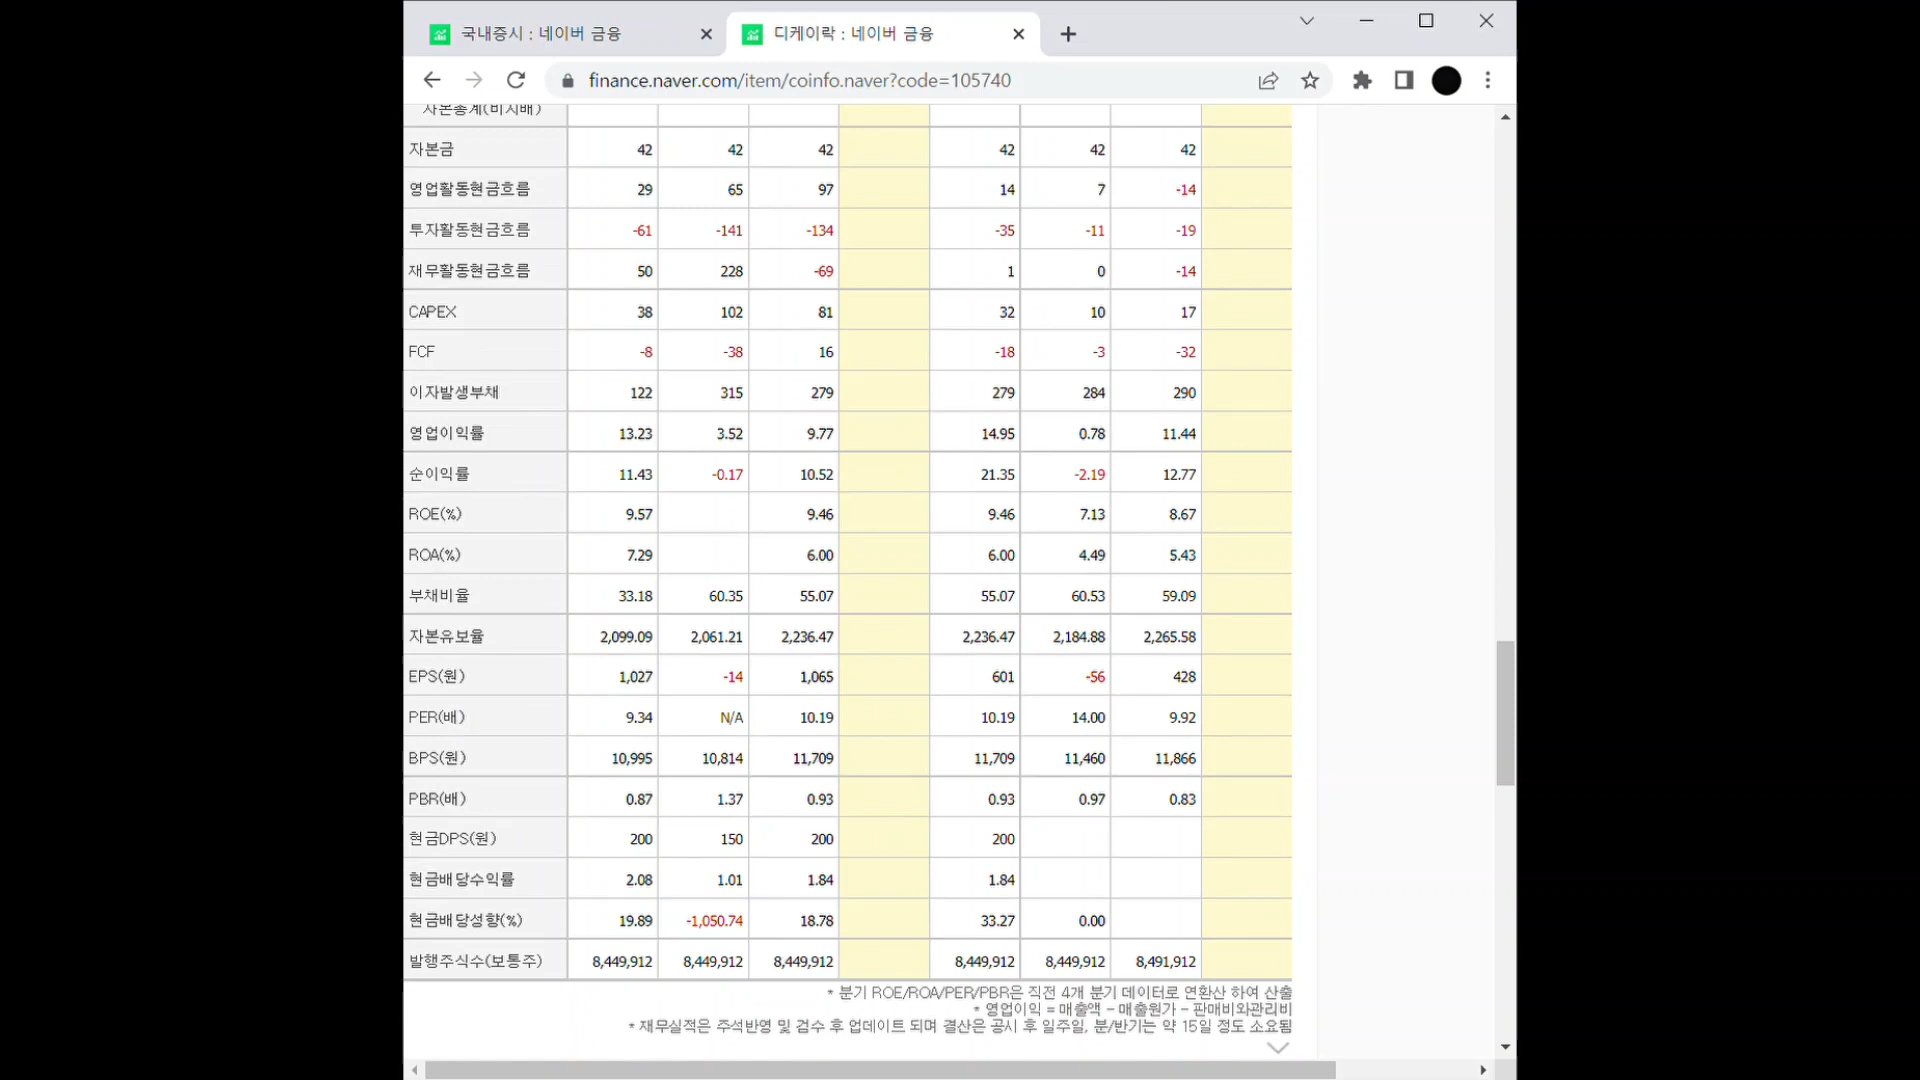 국내증시 : 네이버 금융
디케이락 : 네이버 금융
finance.naver.com/item/coinfo.naver?code=105740
자본총계(비지배)
자본금 42 42 42 42 42 42
영업활동현금흐름 29 65 97 14 7 -14
투자활동현금흐름 -61 -141 -134 -35 -11 -19
재무활동현금흐름 50 228 -69 1 0 -14
CAPEX 38 102 81 32 10 17
FCF -8 -38 16 -18 -3 -32
이자발생부채 122 315 279 279 284 290
영업이익률 13.23 3.52 9.77 14.95 0.78 11.44
순이익률 11.43 -0.17 10.52 21.35 -2.19 12.77
ROE(%) 9.57 9.46 9.46 7.13 8.67
ROA(%) 7.29 6.00 6.00 4.49 5.43
부채비율 33.18 60.35 55.07 55.07 60.53 59.09
자본유보율 2,099.09 2,061.21 2,236.47 2,236.47 2,184.88 2,265.58
EPS(원) 1,027 -14 1,065 601 -56 428
PER(배) 9.34 N/A 10.19 10.19 14.00 9.92
BPS(원) 10,995 10,814 11,709 11,709 11,460 11,866
PBR(배) 0.87 1.37 0.93 0.93 0.97 0.83
현금DPS(원) 200 150 200 200
현금배당수익률 2.08 1.01 1.84 1.84
현금배당성향(%) 19.89 -1,050.74 18.78 33.27 0.00
발행주식수(보통주) 8,449,912 8,449,912 8,449,912 8,449,912 8,449,912 8,491,912
* 분기 ROE/ROA/PER/PBR은 직전 4개 분기 데이터로 연환산 하여 산출
* 영업이익 = 매출액 - 매출원가 - 판매비와관리비
* 재무실적은 주석반영 및 검수 후 업데이트 되며 결산은 공시 후 일주일, 분/반기는 약 15일 정도 소요됨